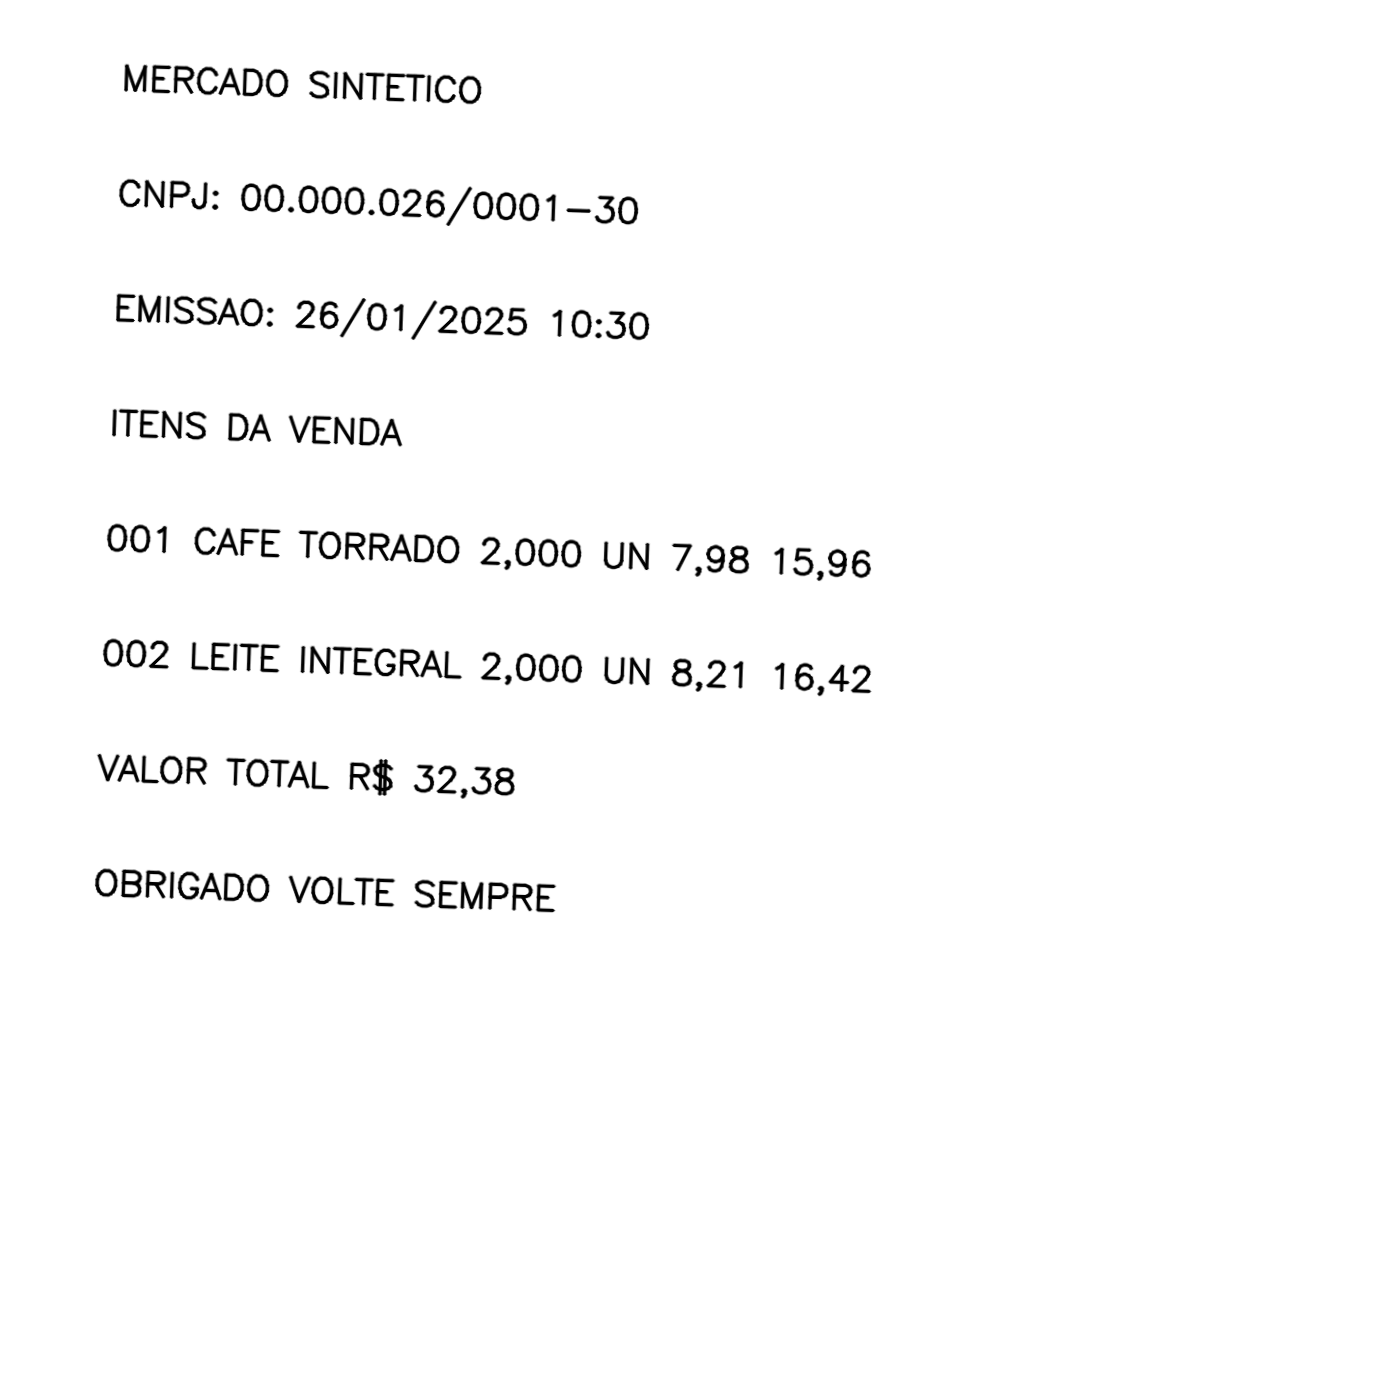 MERCADO SINTETICO
CNPJ: 00.000.026/0001-30
EMISSAO: 26/01/2025 10:30
ITENS DA VENDA
001 CAFE TORRADO 2,000 UN 7,98 15,96
002 LEITE INTEGRAL 2,000 UN 8,21 16,42
VALOR TOTAL R$ 32,38
OBRIGADO VOLTE SEMPRE